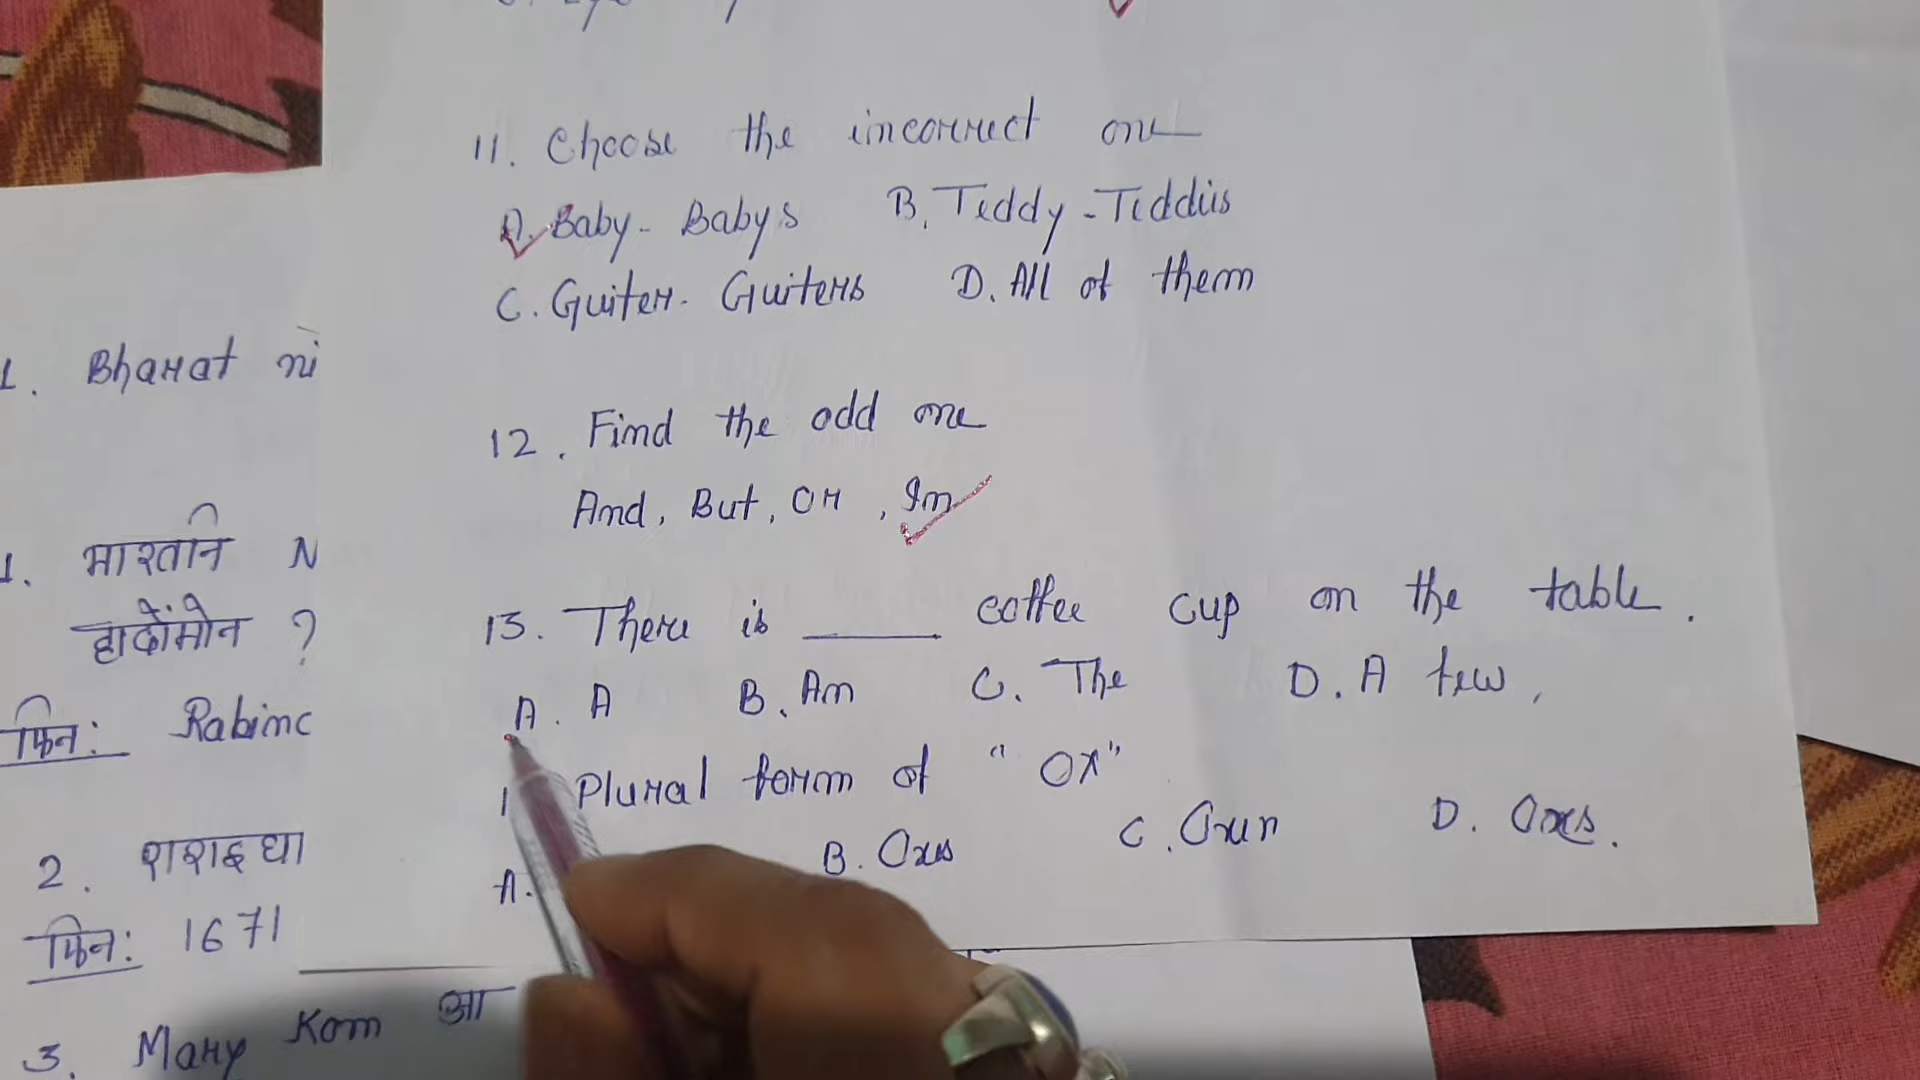 11. Choose the incorrect one
A. Baby - Babys B. Teddy - Teddies
C. Guiter - Guiters D. All of them
12. Find the odd one
And, But, Or, In
13. There is ______ coffee cup on the table.
A. A B. An C. The D. A few,
Plural form of "Ox"
A. B. Oxes C. Oxen D. Oxs.
1. Bharat ni
1. भारतनि N
हादोंमोन ?
फिन: Rabinc
2. राराइथा
फिन: 1671
3. Mary Kom आ